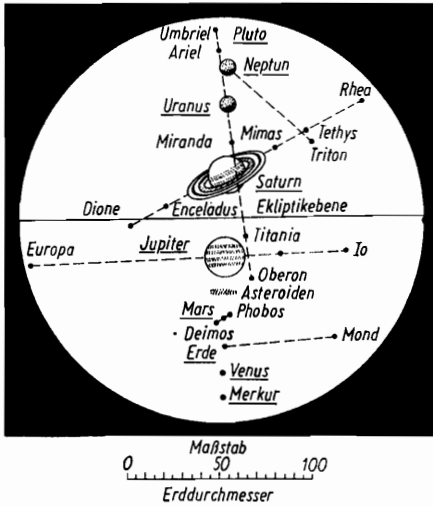 Umbriel Pluto
Ariel
Neptun
Rhea
Uranus
Miranda Mimas Tethys
Triton
Saturn
Dione Enceladus Ekliptikebene
Titania
Europa Jupiter Io
Oberon
Asteroiden
Mars Phobos
Deimos Mond
Erde
Venus
Merkur
Maßstab
0 50 100
Erddurchmesser